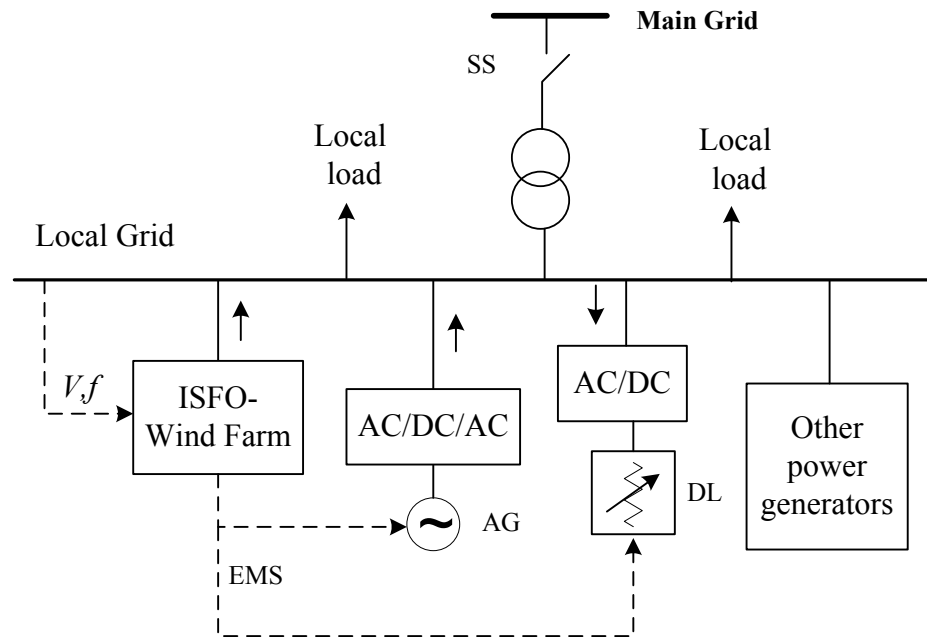 Main Grid
SS
Local
load
Local
load
Local Grid
V,f
ISFO-
Wind Farm
AC/DC/AC
AC/DC
Other
power
generators
DL
AG
EMS